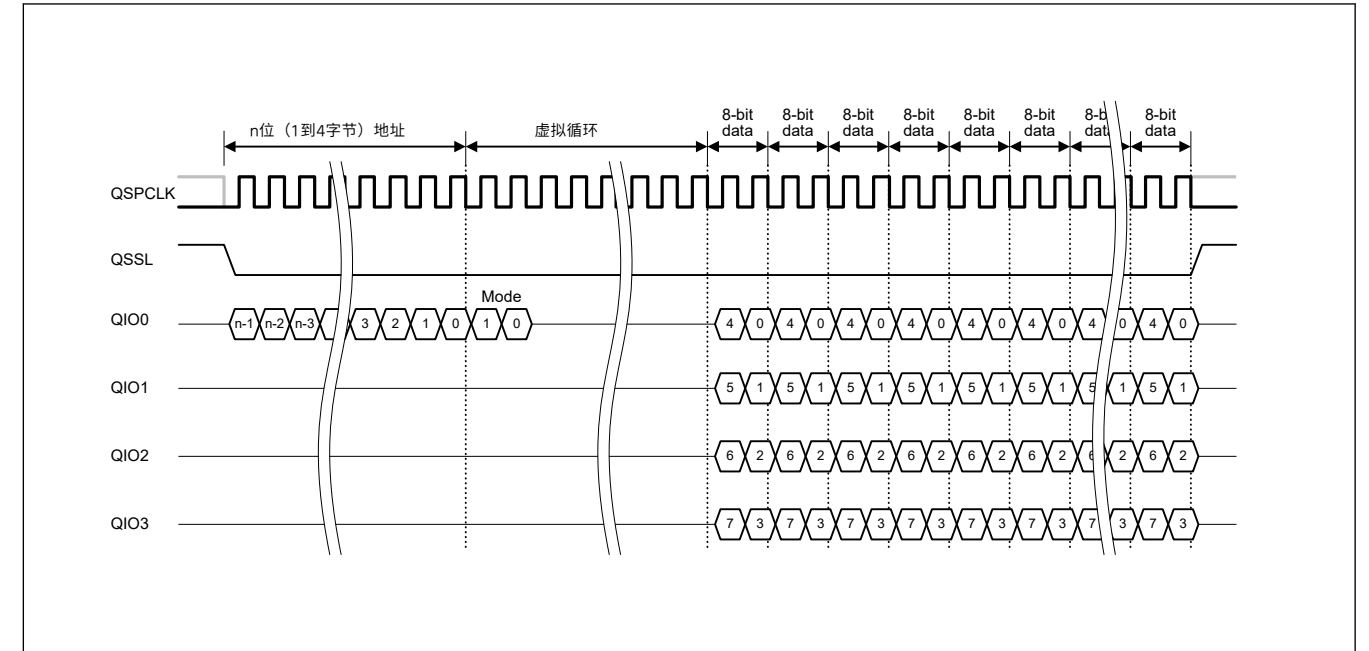 8-bit 8-bit 8-bit 8-bit 8-bit 8-bit 8-b 8-bit
data data data data data data dat data
n位（1到4字节）地址 虚拟循环
QSPCLK
QSSL
Mode
QIO0 n-1 n-2 n-3 3 2 1 0 1 0 4 0 4 0 4 0 4 0 4 0 4 0 4 0 4 0
QIO1 5 1 5 1 5 1 5 1 5 1 5 1 5 1 5 1
QIO2 6 2 6 2 6 2 6 2 6 2 6 2 6 2 6 2
QIO3 7 3 7 3 7 3 7 3 7 3 7 3 7 3 7 3